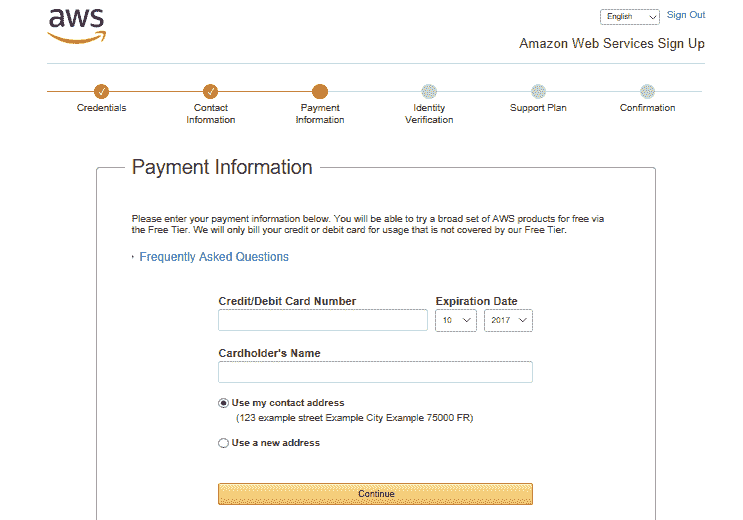 aws
English
Sign Out
Amazon Web Services Sign Up
Credentials
Contact
Information
Payment
Information
Identity
Verification
Support Plan
Confirmation
Payment Information
Please enter your payment information below. You will be able to try a broad set of AWS products for free via
the Free Tier. We will only bill your credit or debit card for usage that is not covered by our Free Tier.
Frequently Asked Questions
Credit/Debit Card Number
Expiration Date
10
2017
Cardholder's Name
Use my contact address
(123 example street Example City Example 75000 FR)
Use a new address
Continue